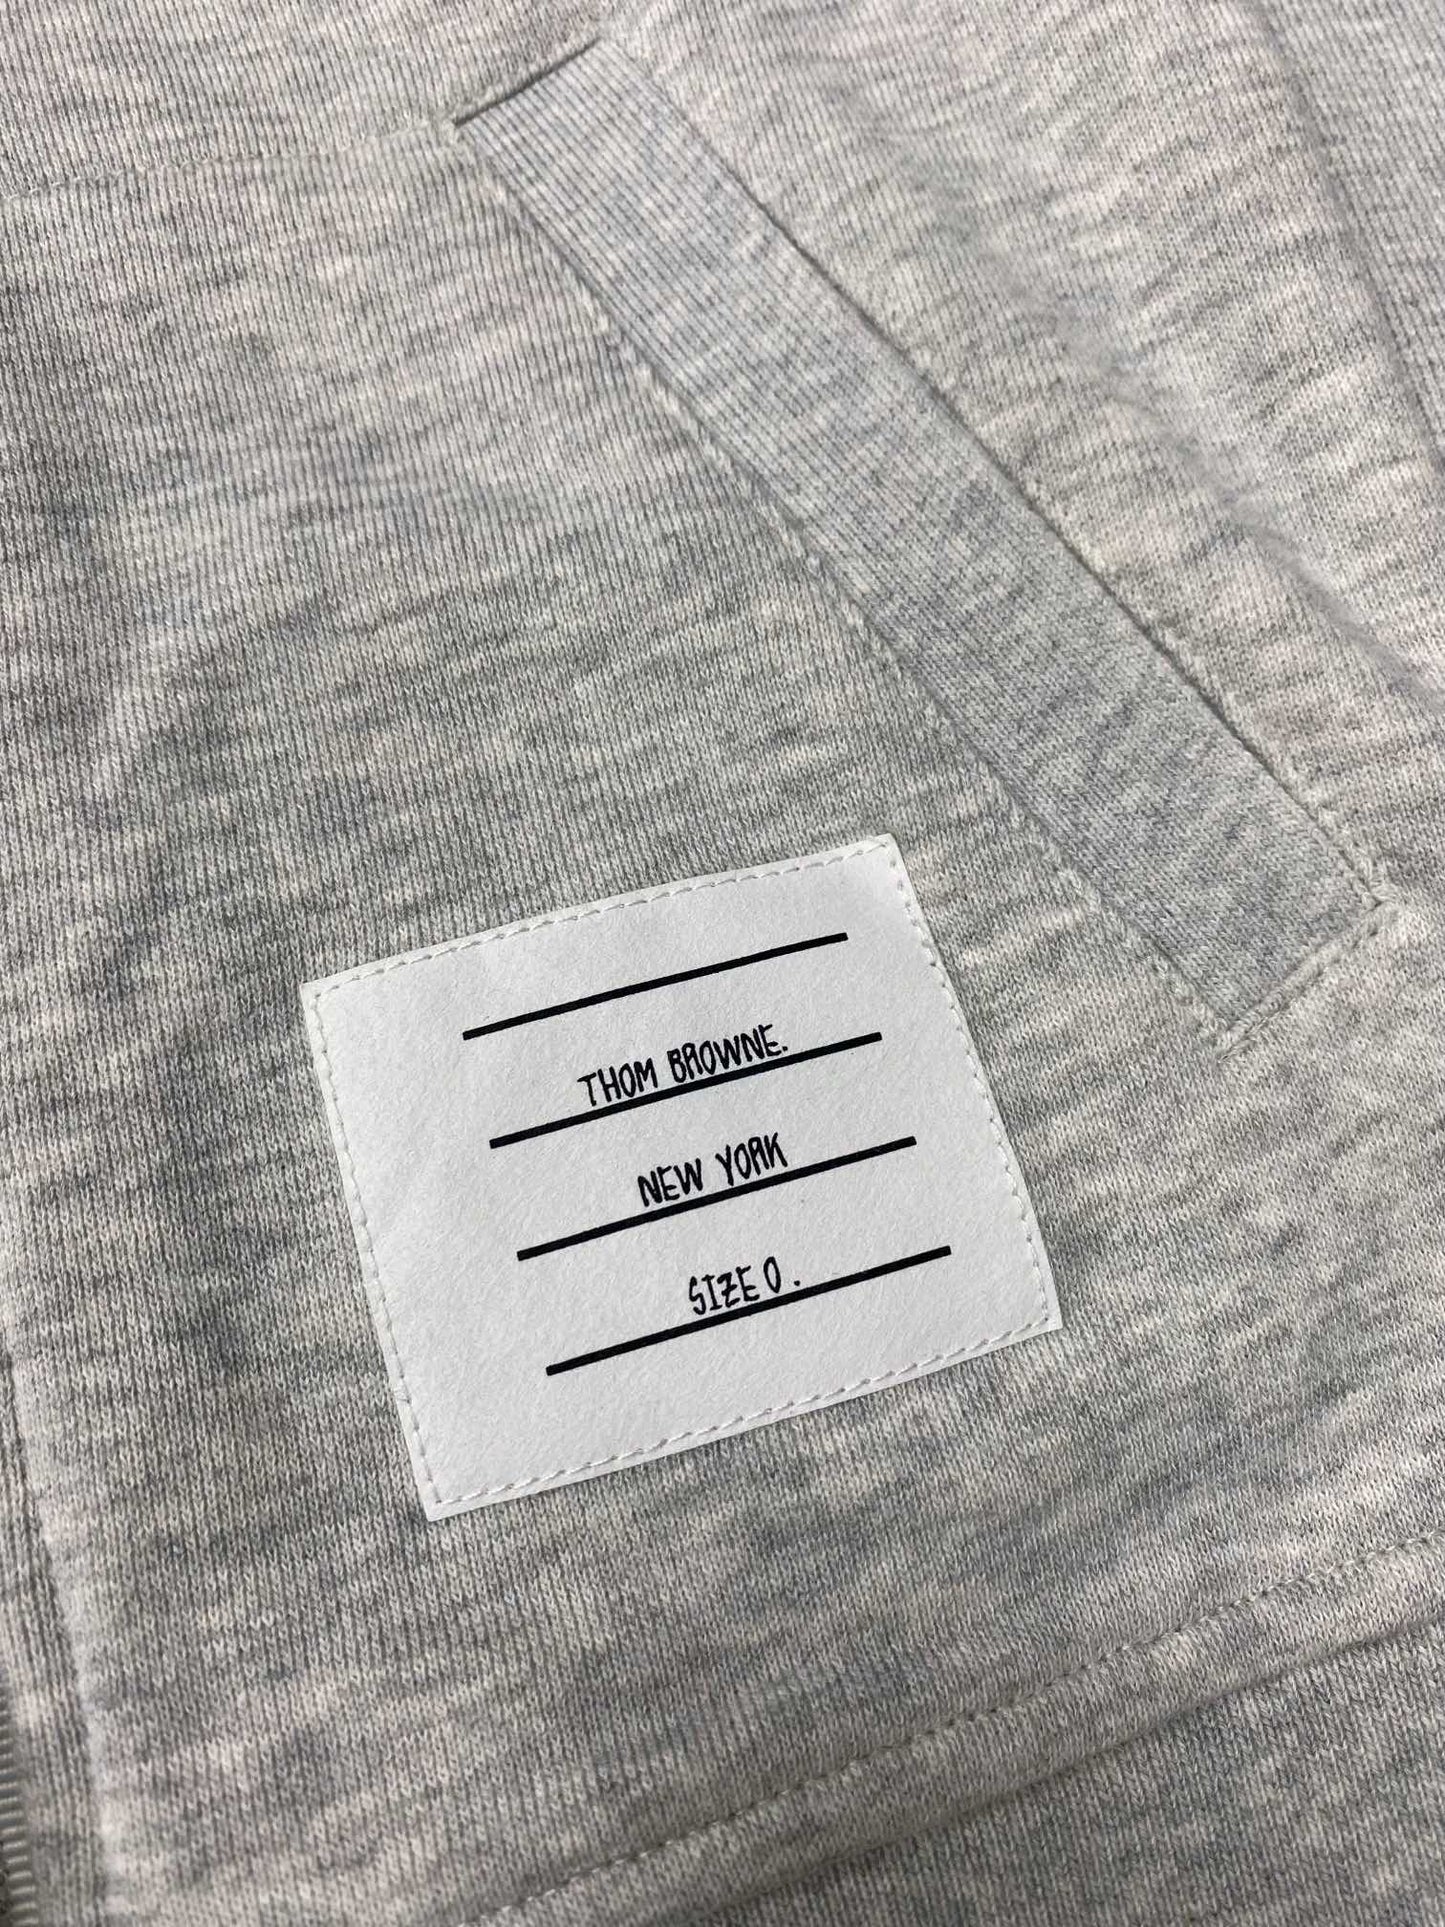 THOM BROWNE.
NEW YORK
SIZE 0.